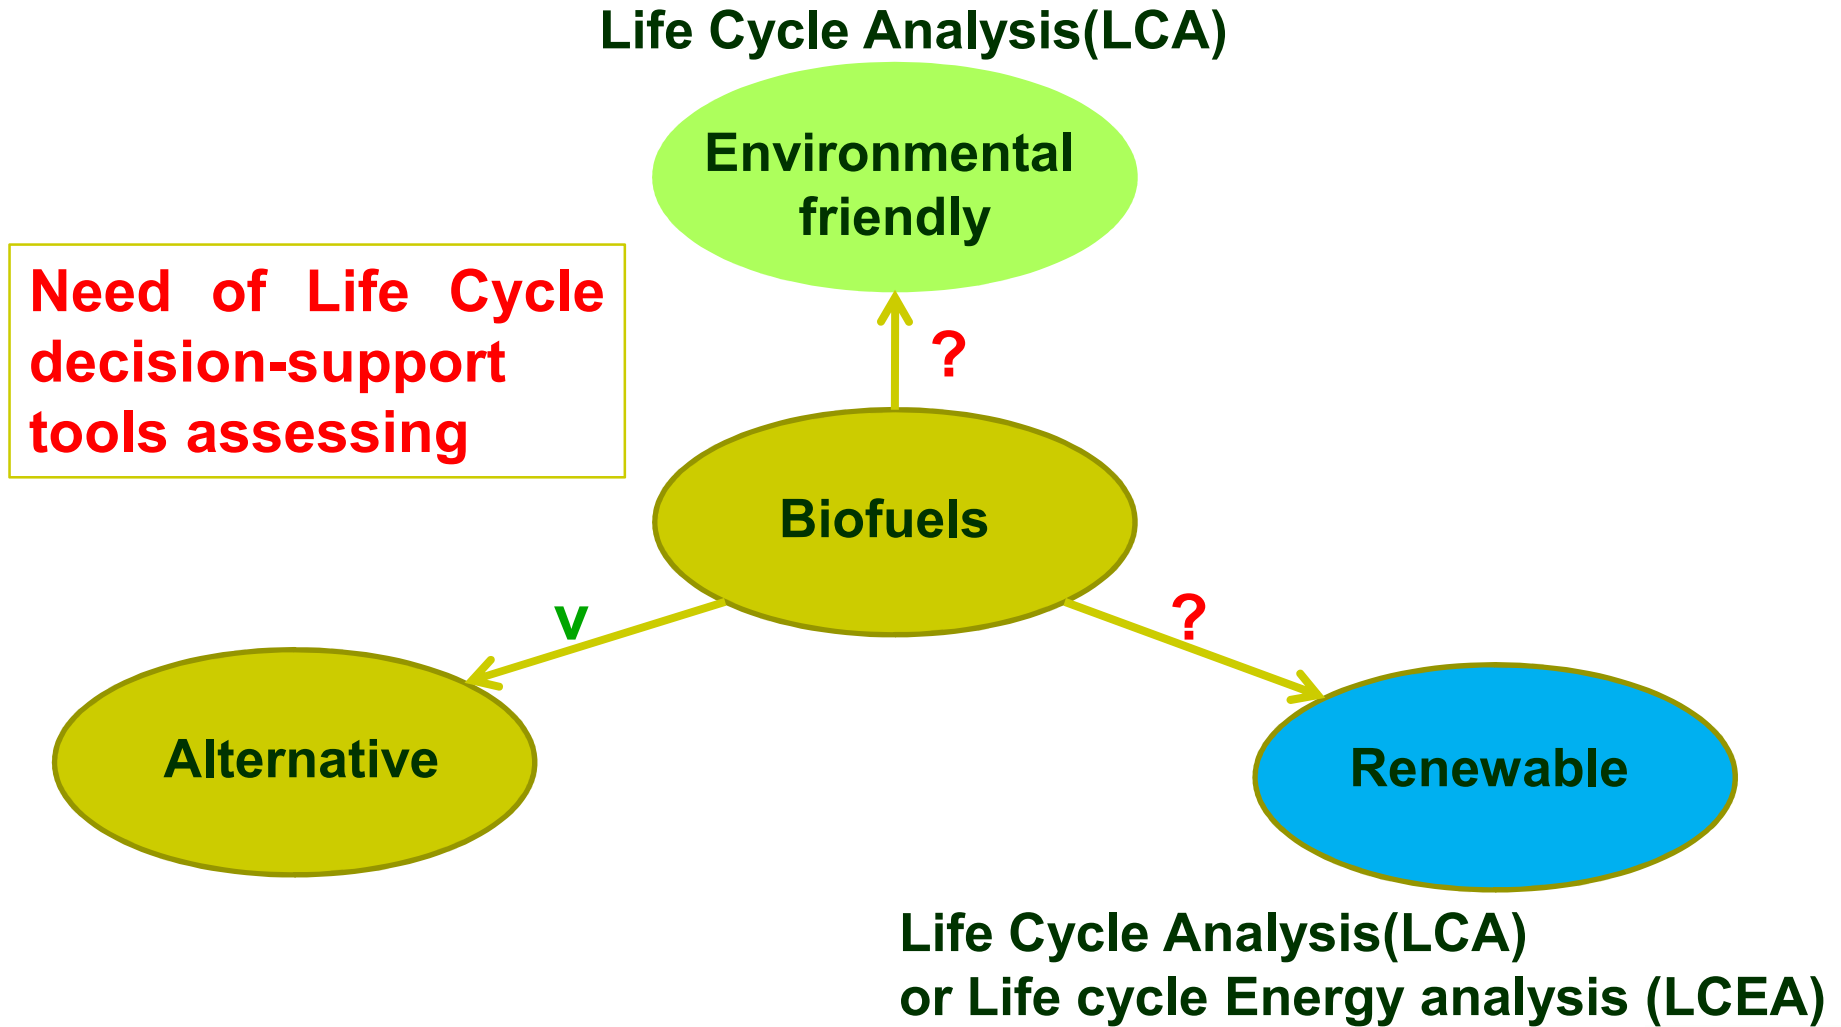 Life Cycle Analysis(LCA)
Environmental
friendly
Need of Life Cycle
decision-support
tools assessing
?
Biofuels
v
?
Alternative
Renewable
Life Cycle Analysis(LCA)
or Life cycle Energy analysis (LCEA)